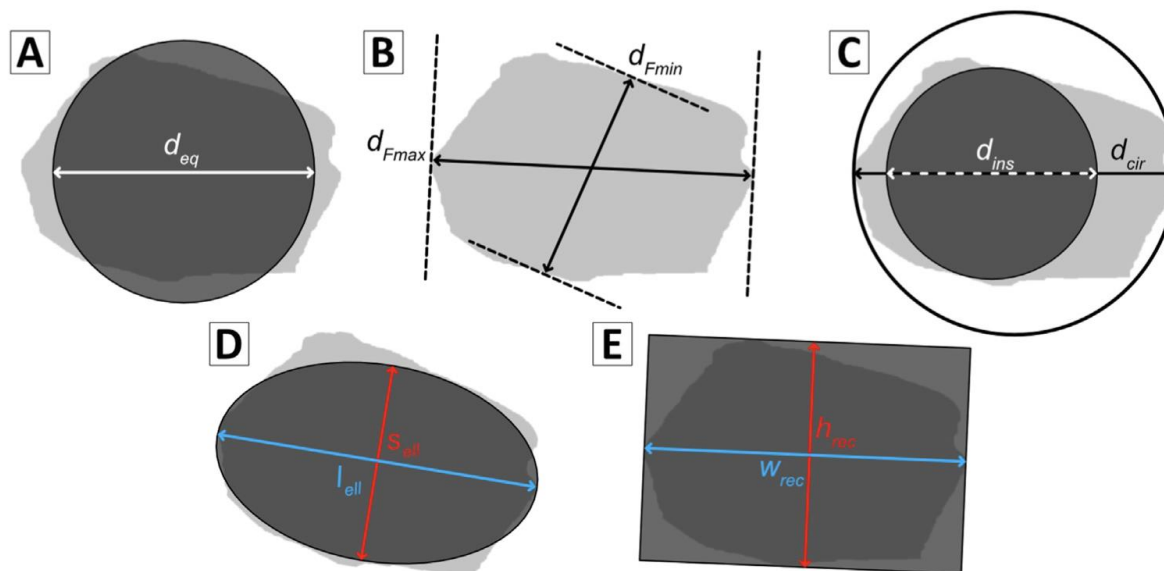 A
d_eq
B
d_Fmin
d_Fmax
C
d_ins
d_cir
D
s_ell
l_ell
E
h_rec
w_rec